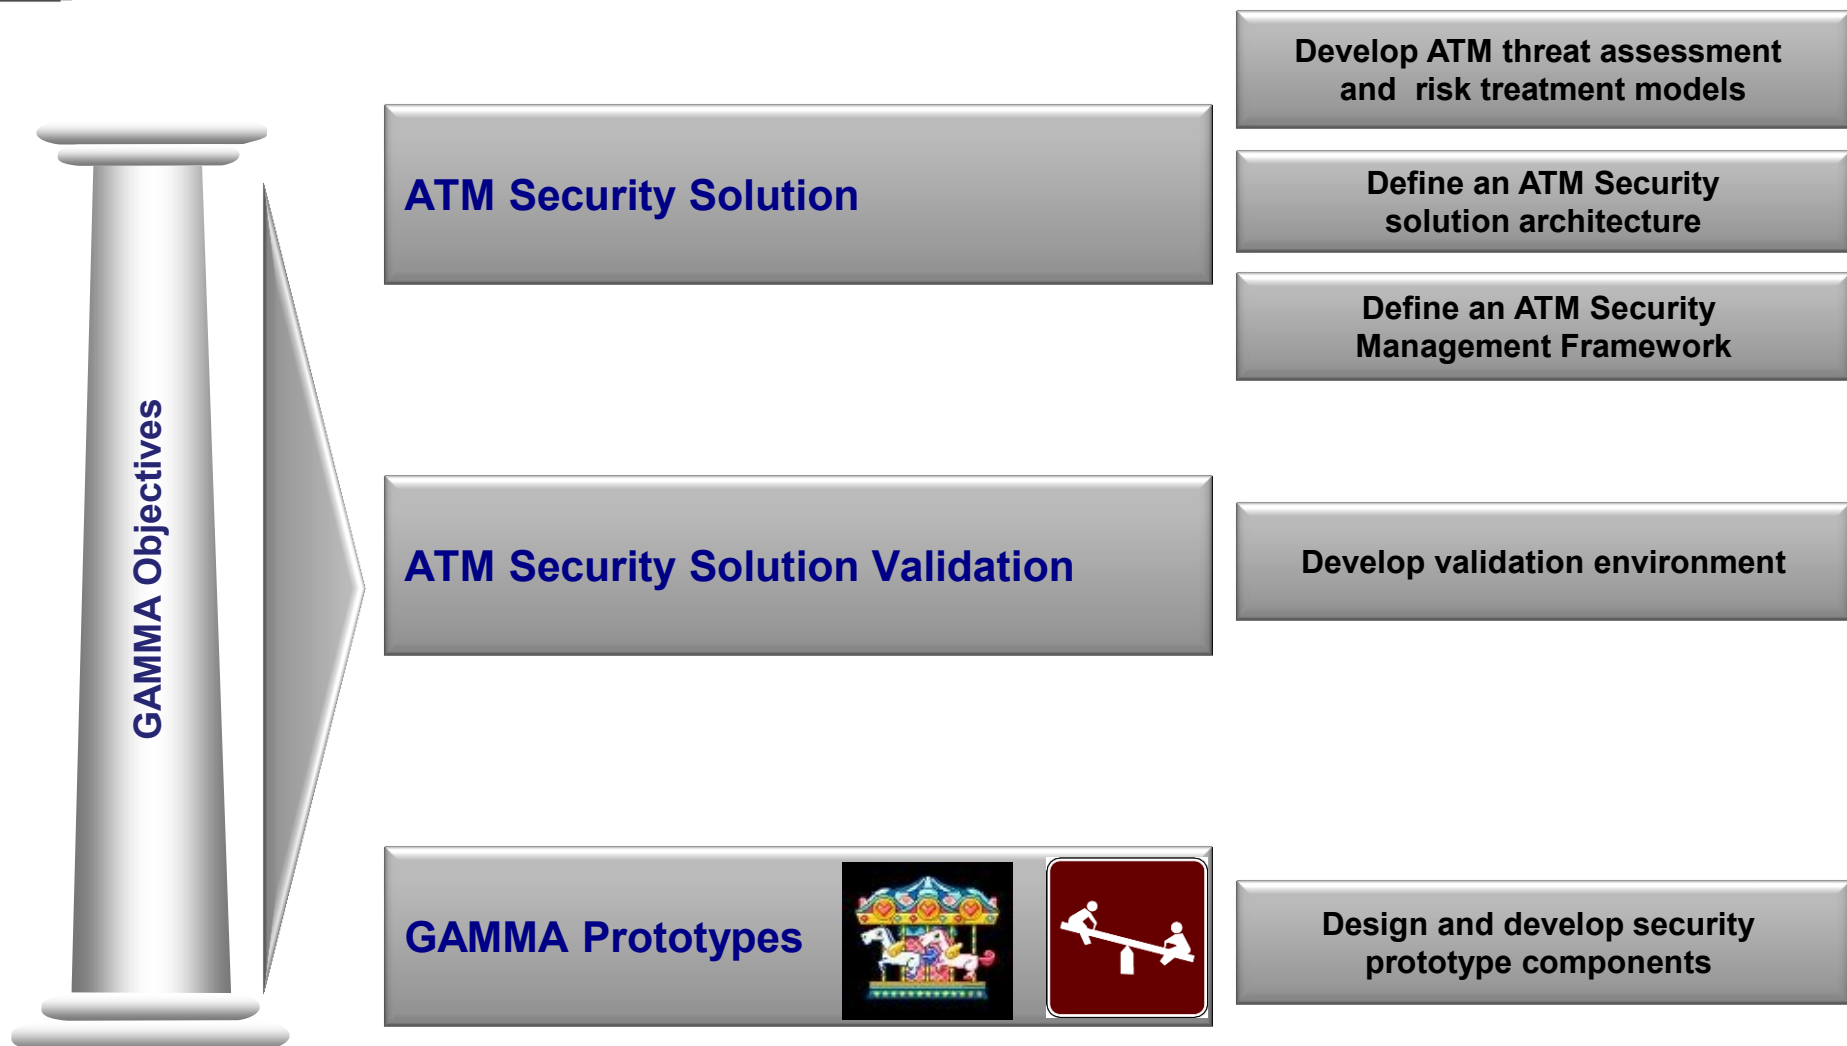 GAMMA Objectives
ATM Security Solution
Develop ATM threat assessment
and risk treatment models
Define an ATM Security
solution architecture
Define an ATM Security
Management Framework
ATM Security Solution Validation
Develop validation environment
GAMMA Prototypes
Design and develop security
prototype components